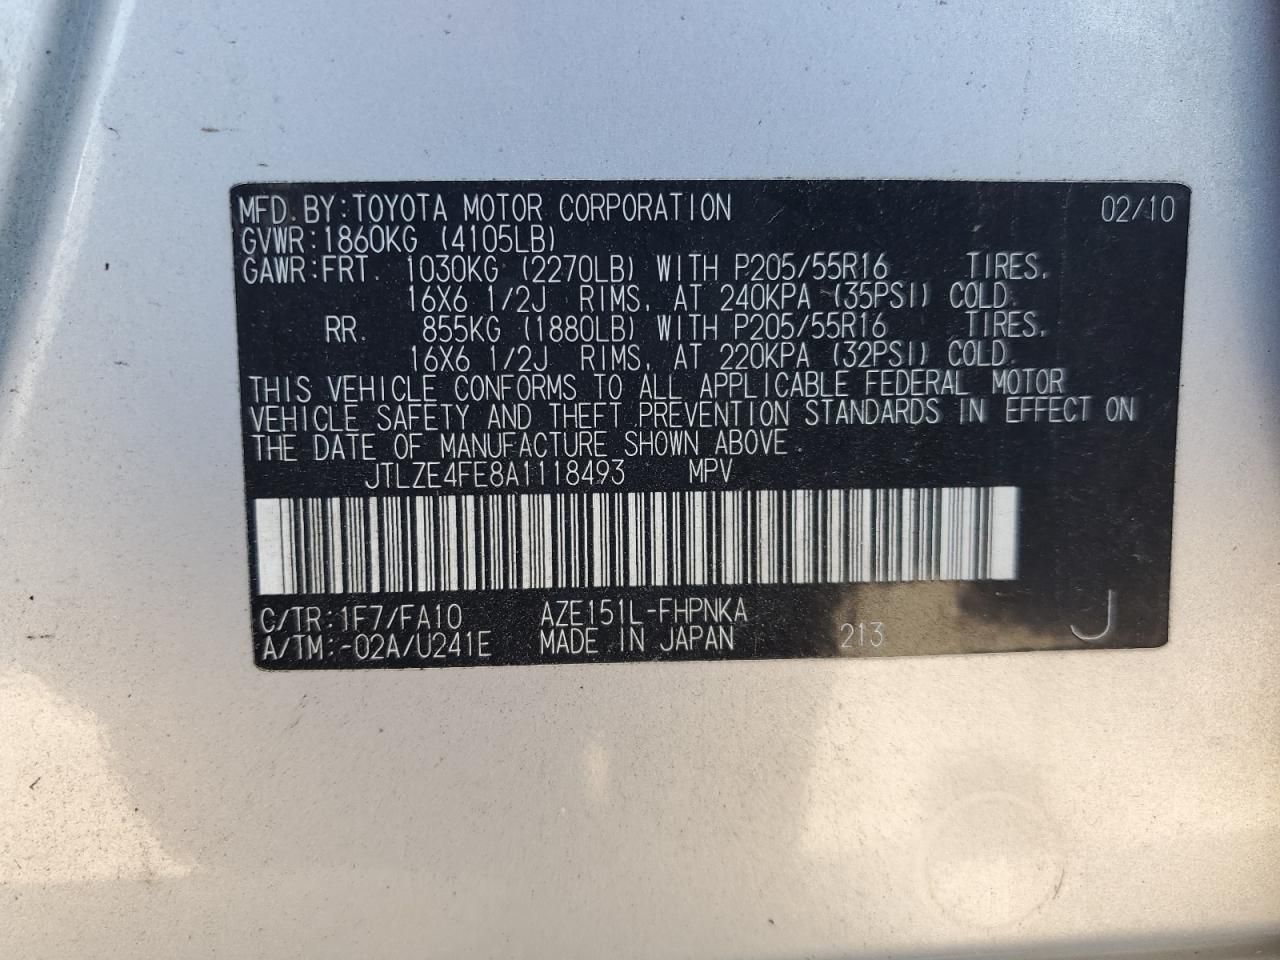 MFD. BY:TOYOTA MOTOR CORPORATION 02/10
GVWR:1860KG (4105LB)
GAWR:FRT. 1030KG (2270LB) WITH P205/55R16 TIRES,
16X6 1/2J RIMS, AT 240KPA (35PSI) COLD.
RR. 855KG (1880LB) WITH P205/55R16 TIRES,
16X6 1/2J RIMS, AT 220KPA (32PSI) COLD.
THIS VEHICLE CONFORMS TO ALL APPLICABLE FEDERAL MOTOR
VEHICLE SAFETY AND THEFT PREVENTION STANDARDS IN EFFECT ON
THE DATE OF MANUFACTURE SHOWN ABOVE.
JTLZE4FE8A1118493 MPV
C/TR:1F7/FA10 AZE151L-FHPNKA
A/TM:-02A/U241E MADE IN JAPAN 213 J